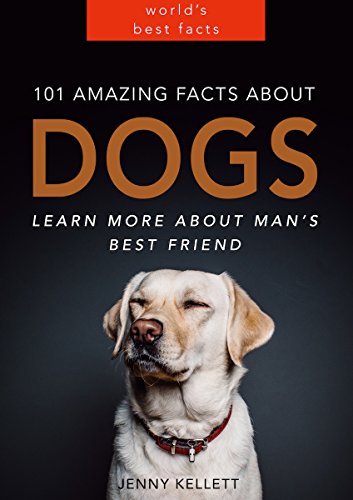 world's
best facts
101 AMAZING FACTS ABOUT
DOGS
LEARN MORE ABOUT MAN'S
BEST FRIEND
JENNY KELLETT